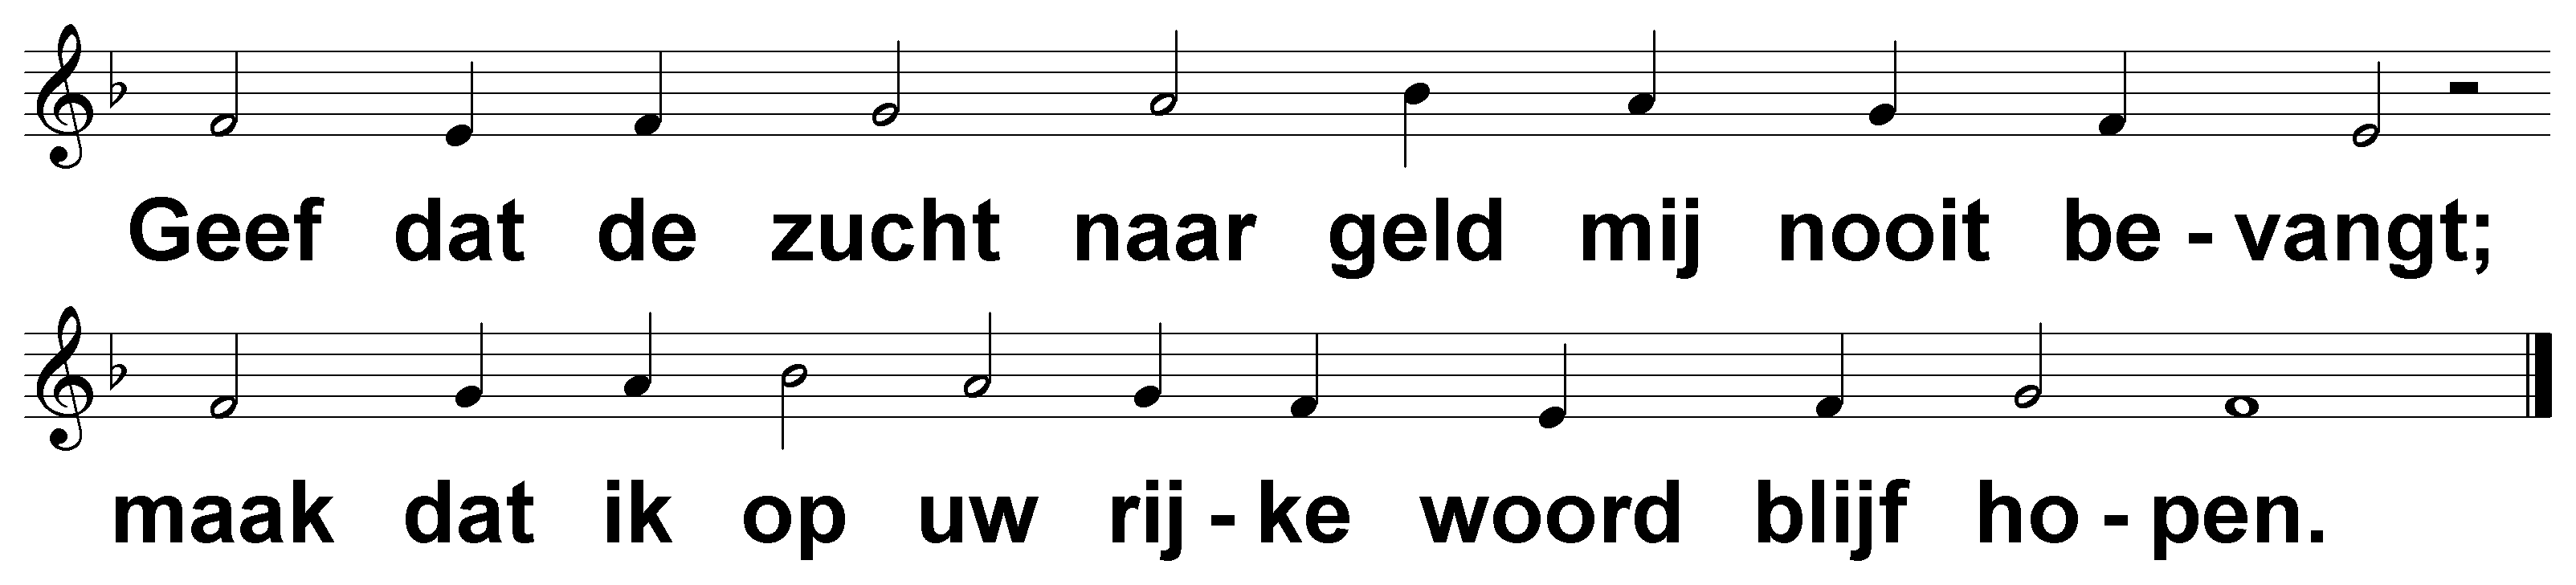 Geef dat de zucht naar geld mij nooit be - vangt;
maak dat ik op uw rij - ke woord blijf ho - pen.